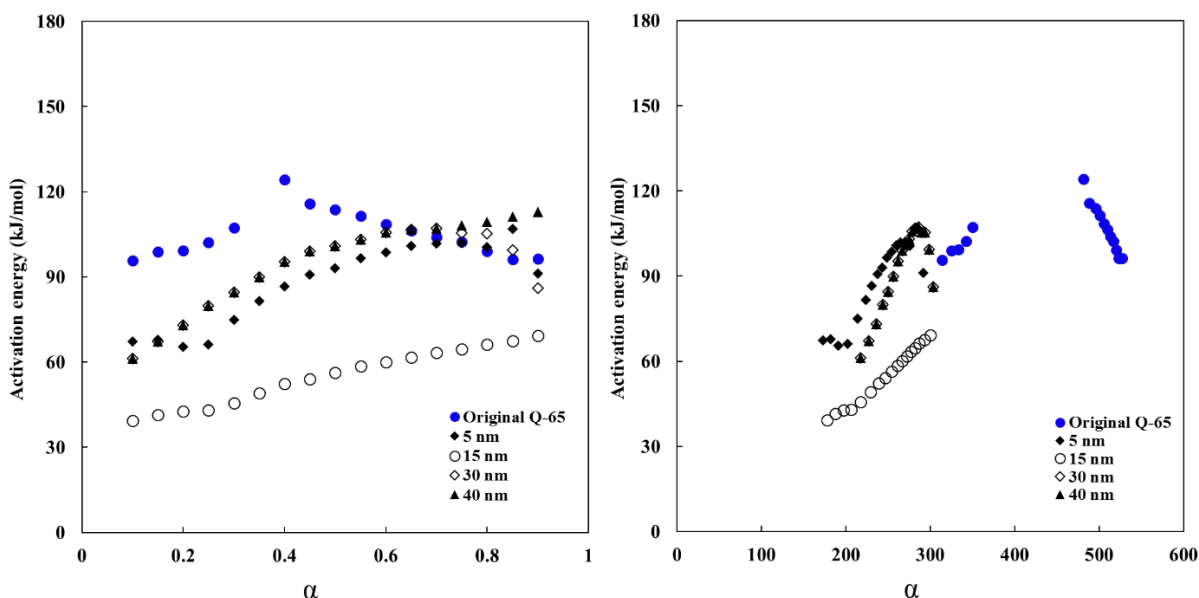 180
150
120
90
60
30
0
Activation energy (kJ/mol)
Original Q-65
5 nm
15 nm
30 nm
40 nm
0 0.2 0.4 0.6 0.8 1
α
180
150
120
90
60
30
0
Activation energy (kJ/mol)
Original Q-65
5 nm
15 nm
30 nm
40 nm
0 100 200 300 400 500 600
α